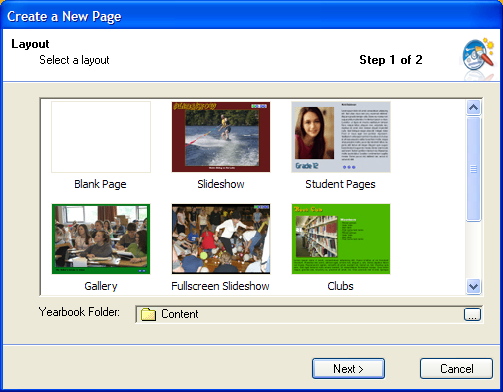 Create a New Page
Layout
Select a layout
Step 1 of 2
Blank Page
Slideshow
Student Pages
Grade 12
Gallery
Fullscreen Slideshow
Clubs
Yearbook Folder:
Content
...
Next >
Cancel